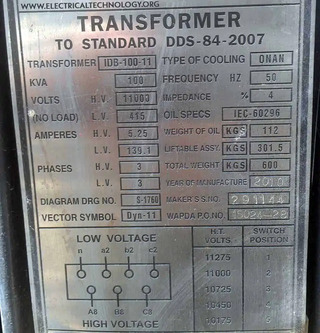 WWW.ELECTRICALTECHNOLOGY.ORG
TRANSFORMER
TO STANDARD DDS-84-2007
TRANSFORMER IDB-100-11 TYPE OF COOLING ONAN
KVA 100 FREQUENCY HZ 50
VOLTS H.V 11000 IMPEDANCE % 4
(NO LOAD) L.V. 415 OIL SPECS IEC-60296
AMPERES H.V. 5.25 WEIGHT OF OIL KGS 112
L.V. 139.1 LIFTABLE ASSY. KGS 301.5
PHASES H.V. 3 TOTAL WEIGHT KGS 600
L.V. 3 YEAR OF MANUFACTURE 2010
DIAGRAM DRG NO. S-1760 MAKER'S S.NO. 291144
VECTOR SYMBOL Dyn-11 WAPDA P.O.NO.
LOW VOLTAGE H.T. VOLTS SWITCH POSITION
n a2 b2 c2
11275 1
11000 2
10725 3
10450 4
10175 5
A8 B8 C8
HIGH VOLTAGE